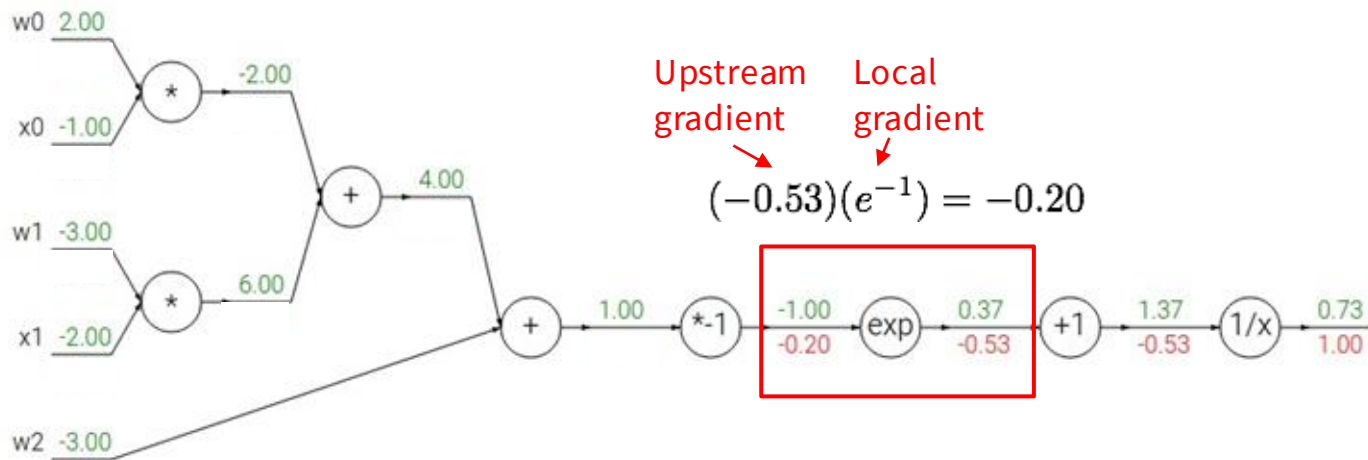 w0 2.00
-2.00
*
x0 -1.00
Upstream gradient
Local gradient
(-0.53)(e^{-1}) = -0.20
+
4.00
w1 -3.00
*
6.00
x1 -2.00
+
1.00
*-1
-1.00
-0.20
exp
0.37
-0.53
+1
1.37
-0.53
1/x
0.73
1.00
w2 -3.00